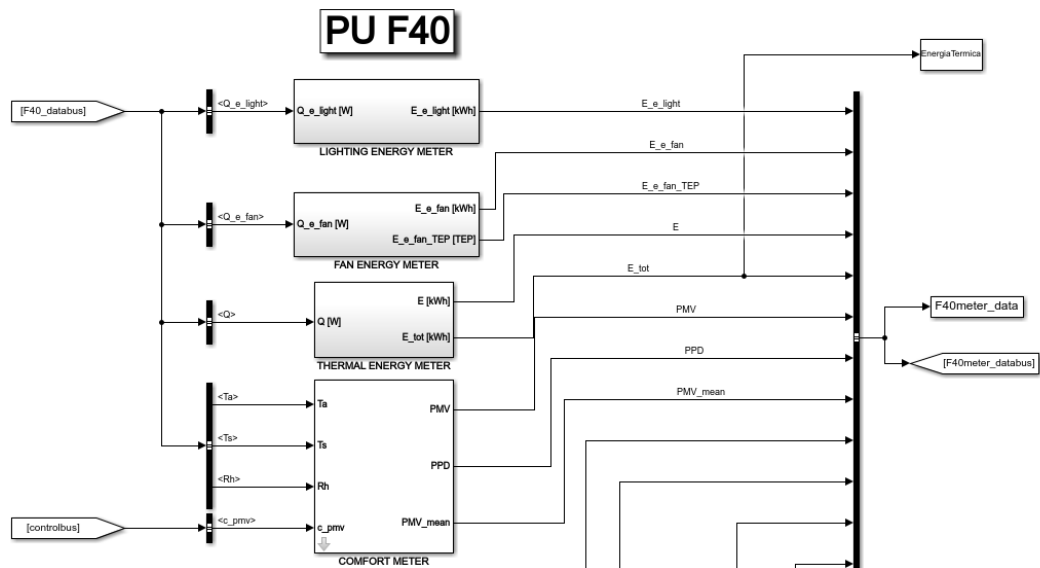 PU F40
EnergiaTermica
[F40_databus]
<Q_e_light>
Q_e_light [W]
E_e_light [kWh]
LIGHTING ENERGY METER
E_e_light
E_e_fan
E_e_fan_TEP
<Q_e_fan>
Q_e_fan [W]
E_e_fan [kWh]
E_e_fan_TEP [TEP]
FAN ENERGY METER
E
E_tot
<Q>
Q [W]
E [kWh]
E_tot [kWh]
THERMAL ENERGY METER
PMV
PPD
PMV_mean
F40meter_data
[F40meter_databus]
<Ta>
<Ts>
<Rh>
[controlbus]
<c_pmv>
Ta
Ts
Rh
c_pmv
PMV
PPD
PMV_mean
COMFORT METER